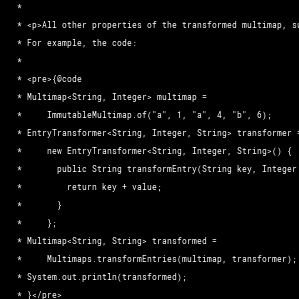 *
* <p>All other properties of the transformed multimap,
* For example, the code:
*
* <pre>{@code
* Multimap<String, Integer> multimap =
*     ImmutableMultimap.of("a", 1, "a", 4, "b", 6);
* EntryTransformer<String, Integer, String> transformer =
*     new EntryTransformer<String, Integer, String>() {
*       public String transformEntry(String key, Integer
*         return key + value;
*       }
*     };
* Multimap<String, String> transformed =
*     Multimaps.transformEntries(multimap, transformer);
* System.out.println(transformed);
* }</pre>